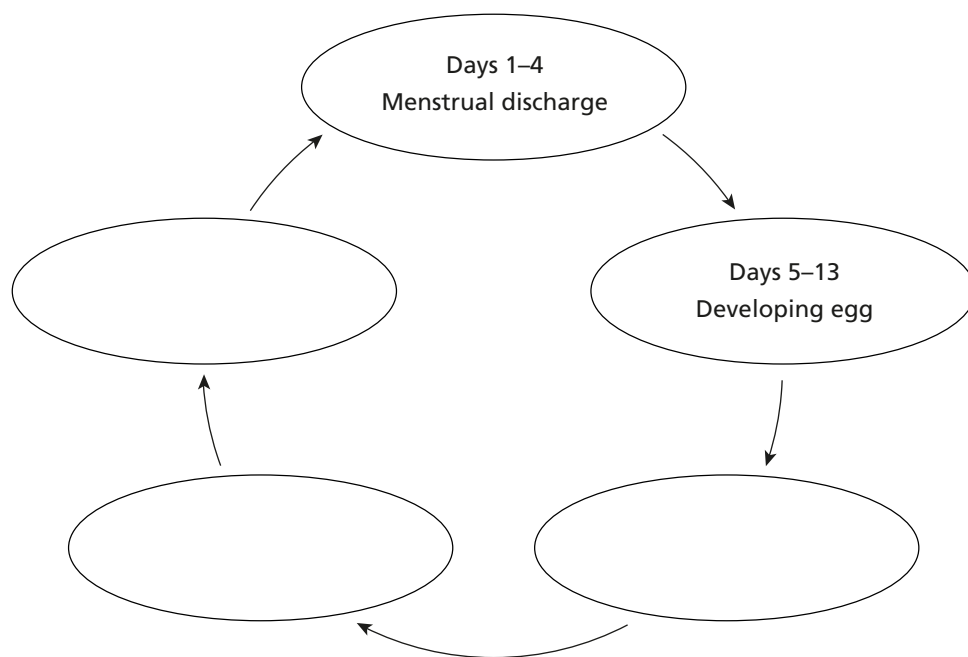 Days 1–4
Menstrual discharge
Days 5–13
Developing egg